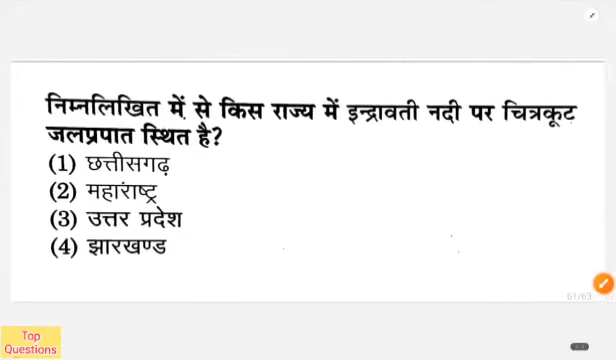 निम्नलिखित में से किस राज्य में इन्द्रावती नदी पर चित्रकूट
जलप्रपात स्थित है?
(1) छत्तीसगढ़
(2) महाराष्ट्र
(3) उत्तर प्रदेश
(4) झारखण्ड
61/63
Top
Questions